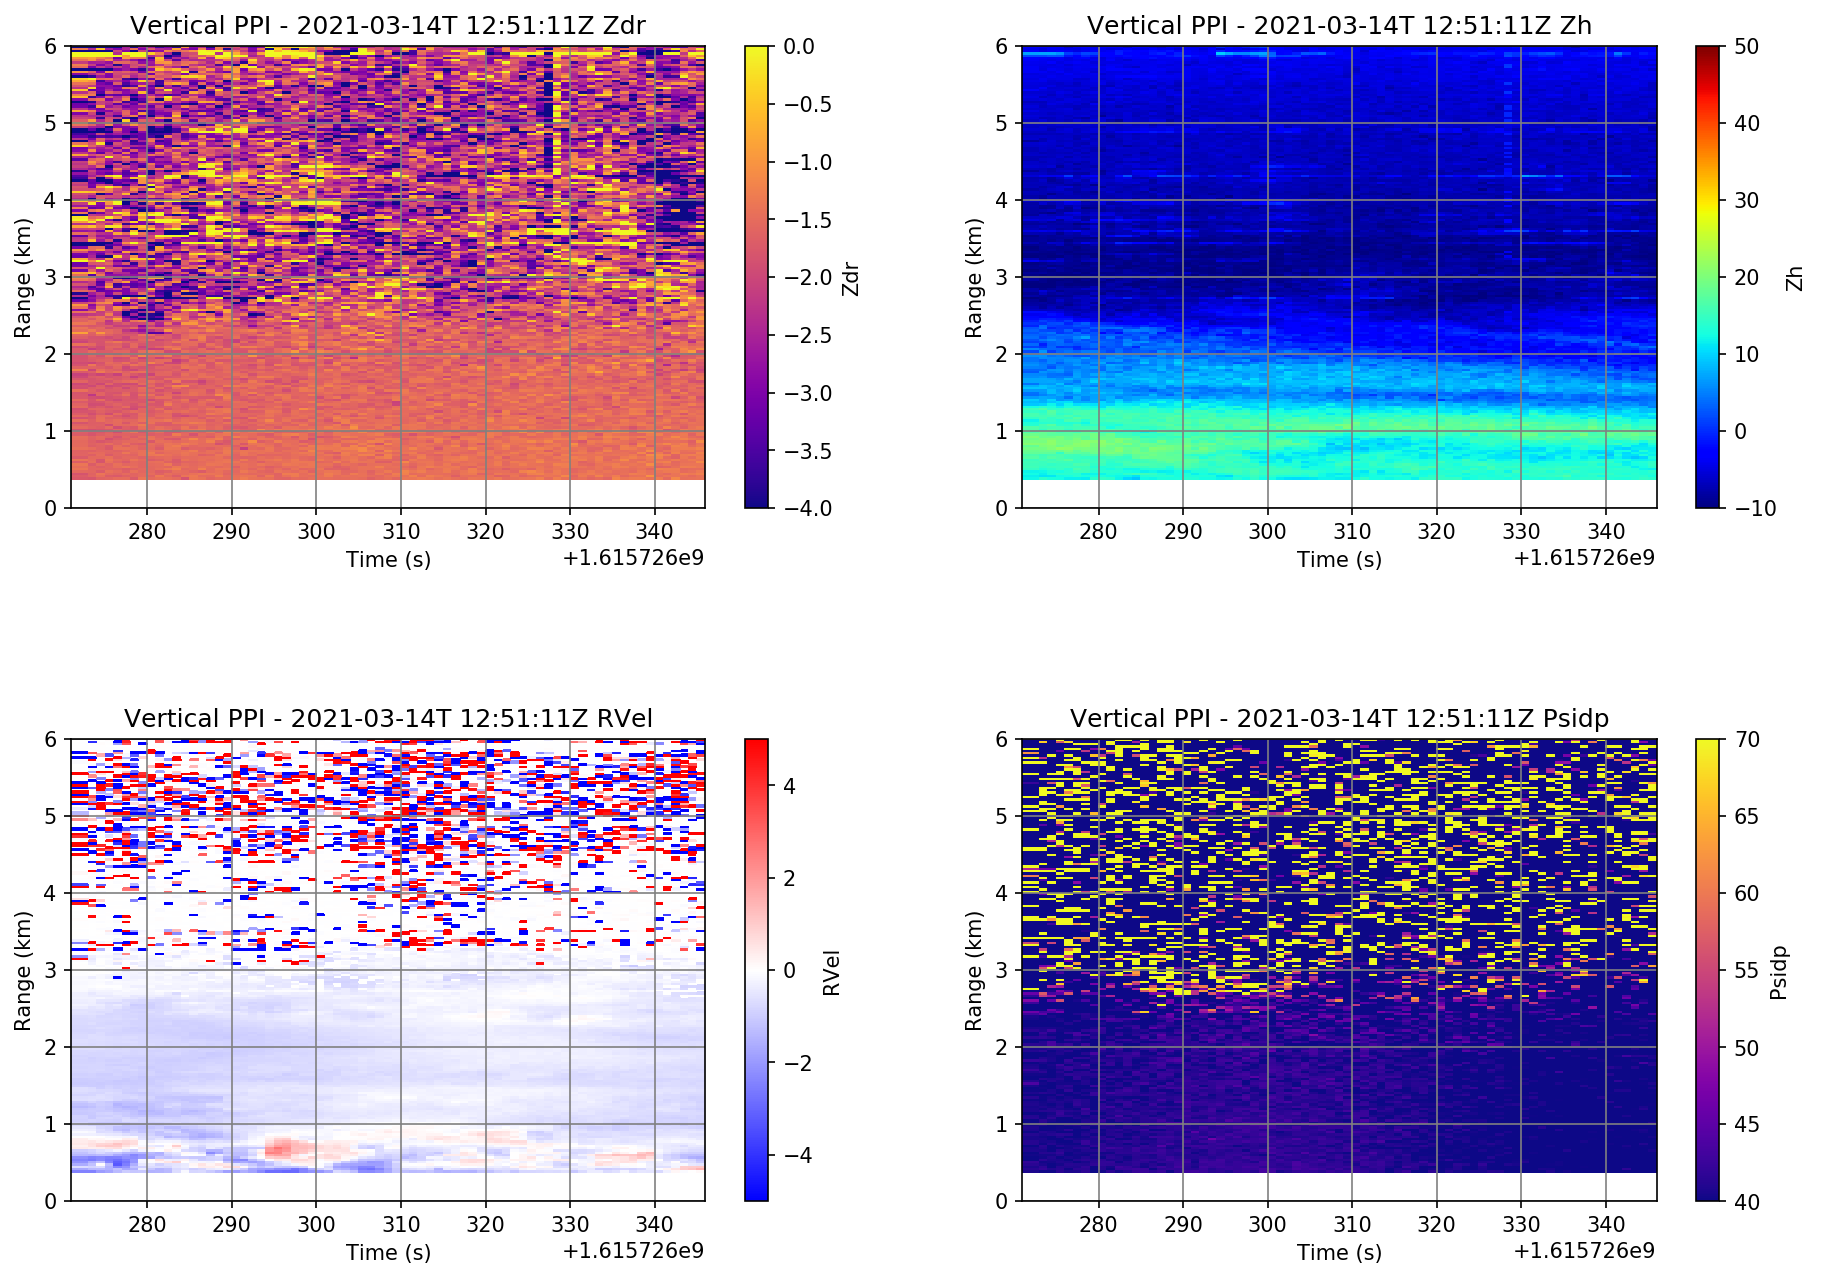 Vertical PPI - 2021-03-14T 12:51:11Z Zdr
6
5
4
3
2
1
0
Range (km)
280 290 300 310 320 330 340
Time (s)
+1.615726e9
0.0
−0.5
−1.0
−1.5
−2.0
−2.5
−3.0
−3.5
−4.0
Zdr
Vertical PPI - 2021-03-14T 12:51:11Z Zh
6
5
4
3
2
1
0
Range (km)
280 290 300 310 320 330 340
Time (s)
+1.615726e9
50
40
30
20
10
0
−10
Zh
Vertical PPI - 2021-03-14T 12:51:11Z RVel
6
5
4
3
2
1
0
Range (km)
280 290 300 310 320 330 340
Time (s)
+1.615726e9
4
2
0
−2
−4
RVel
Vertical PPI - 2021-03-14T 12:51:11Z Psidp
6
5
4
3
2
1
0
Range (km)
280 290 300 310 320 330 340
Time (s)
+1.615726e9
70
65
60
55
50
45
40
Psidp